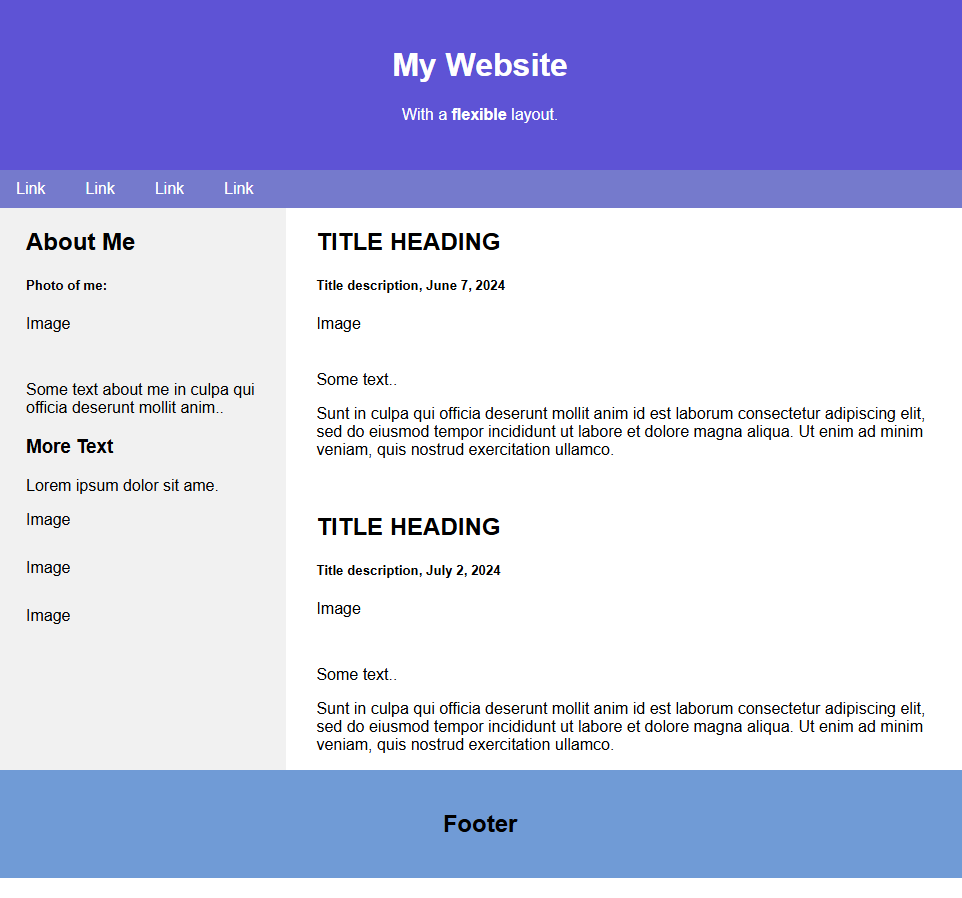 My Website
With a flexible layout.
Link Link Link Link
About Me
Photo of me:
Image
Some text about me in culpa qui
officia deserunt mollit anim..
More Text
Lorem ipsum dolor sit ame.
Image
Image
Image
TITLE HEADING
Title description, June 7, 2024
Image
Some text..
Sunt in culpa qui officia deserunt mollit anim id est laborum consectetur adipiscing elit,
sed do eiusmod tempor incididunt ut labore et dolore magna aliqua. Ut enim ad minim
veniam, quis nostrud exercitation ullamco.
TITLE HEADING
Title description, July 2, 2024
Image
Some text..
Sunt in culpa qui officia deserunt mollit anim id est laborum consectetur adipiscing elit,
sed do eiusmod tempor incididunt ut labore et dolore magna aliqua. Ut enim ad minim
veniam, quis nostrud exercitation ullamco.
Footer